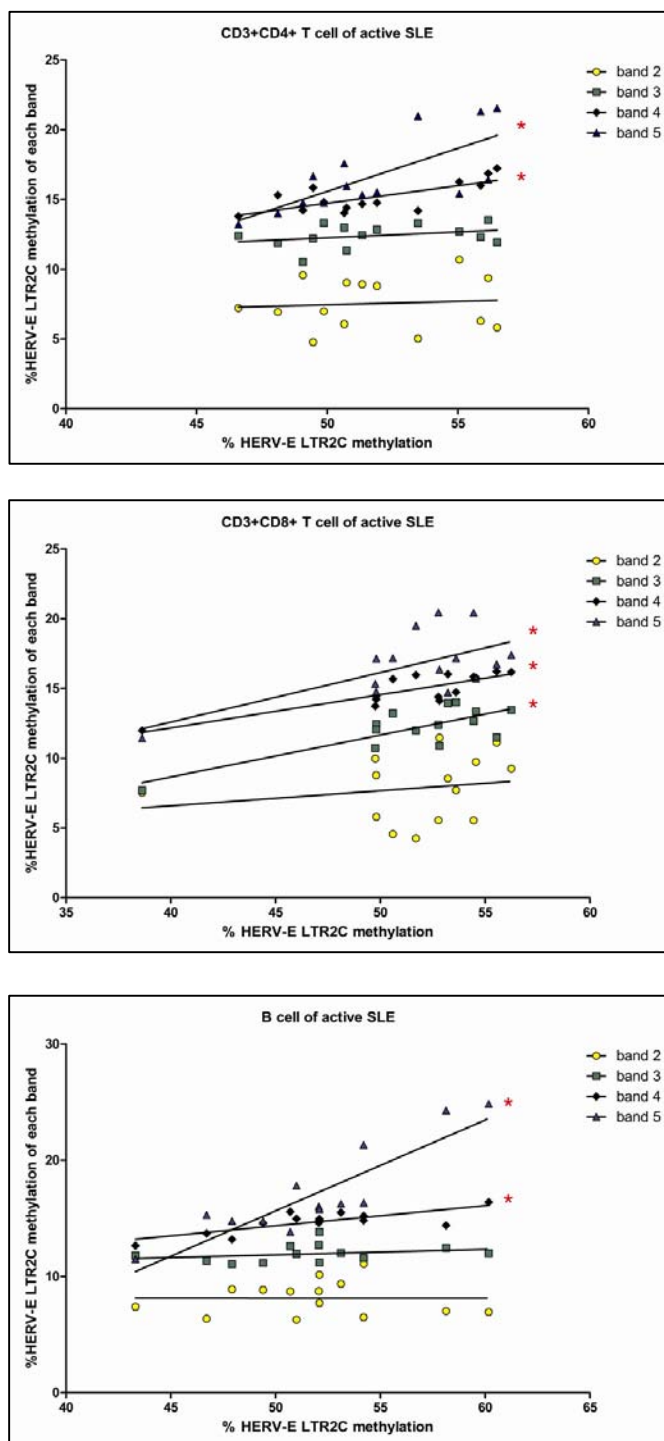 CD3+CD4+ T cell of active SLE
%HERV-E LTR2C methylation of each band
25
20
15
10
5
0
40
45
50
55
60
% HERV-E LTR2C methylation
band 2
band 3
band 4
band 5
*
*
CD3+CD8+ T cell of active SLE
%HERV-E LTR2C methylation of each band
25
20
15
10
5
0
35
40
45
50
55
60
% HERV-E LTR2C methylation
band 2
band 3
band 4
band 5
*
*
*
B cell of active SLE
%HERV-E LTR2C methylation of each band
30
20
10
0
40
45
50
55
60
65
% HERV-E LTR2C methylation
band 2
band 3
band 4
band 5
*
*